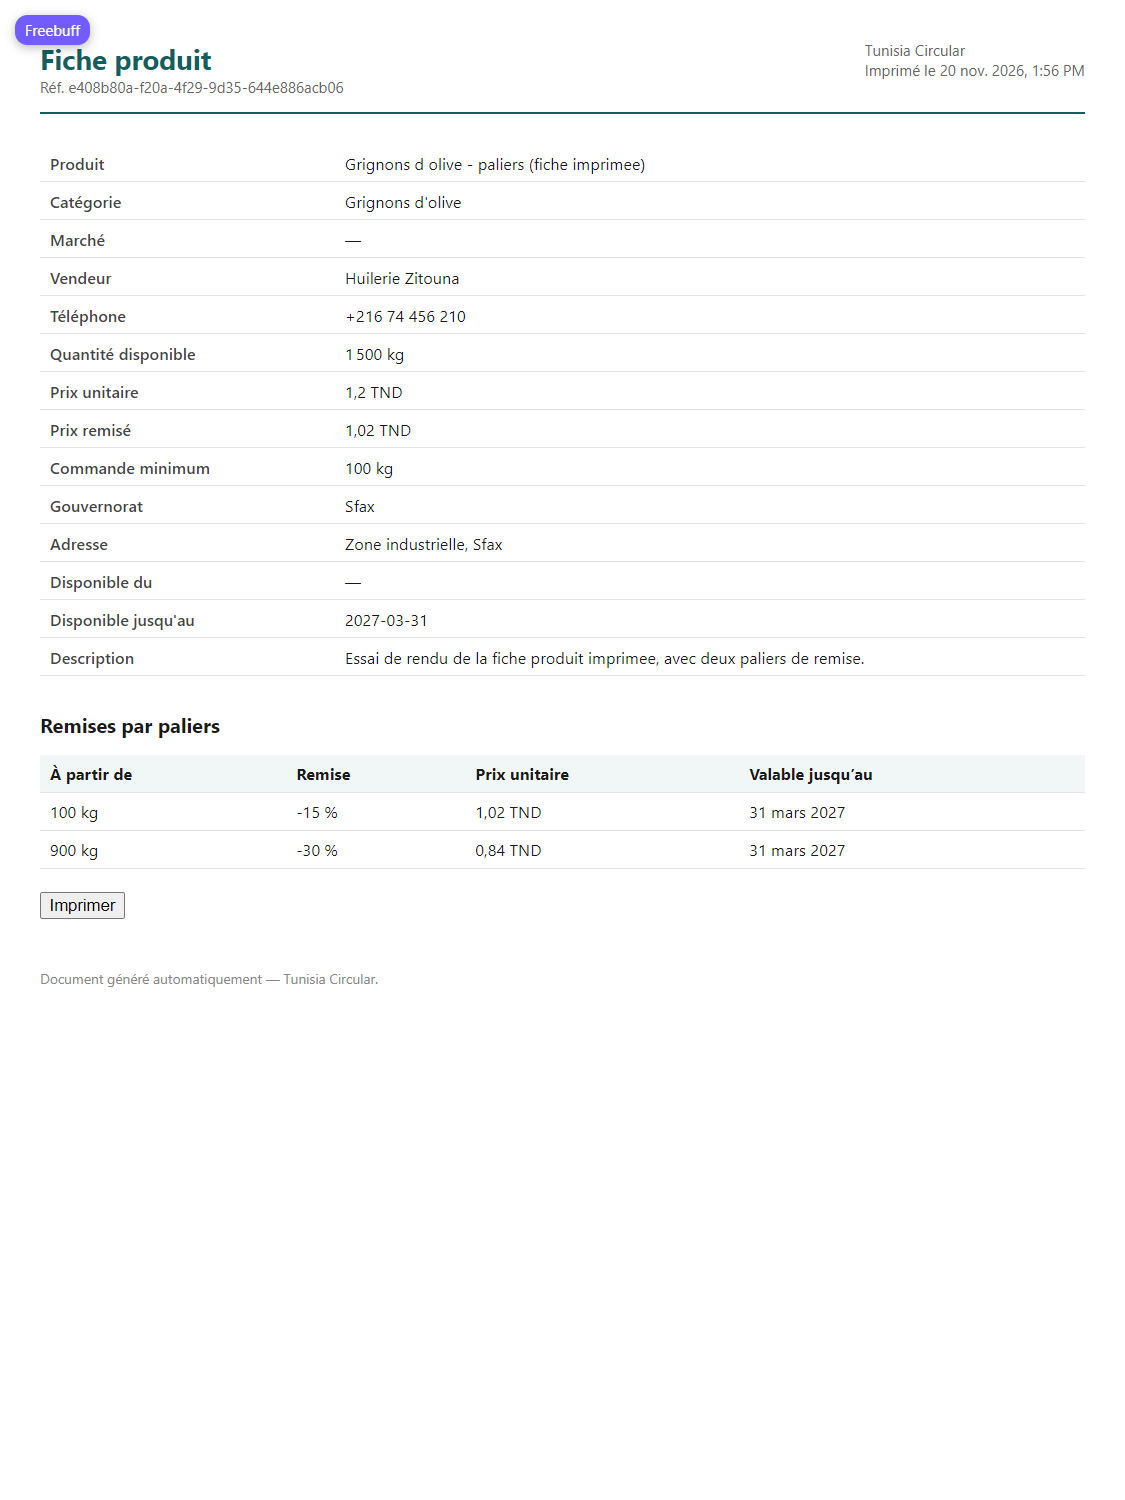 Freebuff
Fiche produit
Réf. e408b80a-f20a-4f29-9d35-644e886acb06
Tunisia Circular
Imprimé le 20 nov. 2026, 1:56 PM
Produit Grignons d olive - paliers (fiche imprimee)
Catégorie Grignons d'olive
Marché —
Vendeur Huilerie Zitouna
Téléphone +216 74 456 210
Quantité disponible 1 500 kg
Prix unitaire 1,2 TND
Prix remisé 1,02 TND
Commande minimum 100 kg
Gouvernorat Sfax
Adresse Zone industrielle, Sfax
Disponible du —
Disponible jusqu'au 2027-03-31
Description Essai de rendu de la fiche produit imprimee, avec deux paliers de remise.
Remises par paliers
À partir de Remise Prix unitaire Valable jusqu’au
100 kg -15 % 1,02 TND 31 mars 2027
900 kg -30 % 0,84 TND 31 mars 2027
Imprimer
Document généré automatiquement — Tunisia Circular.